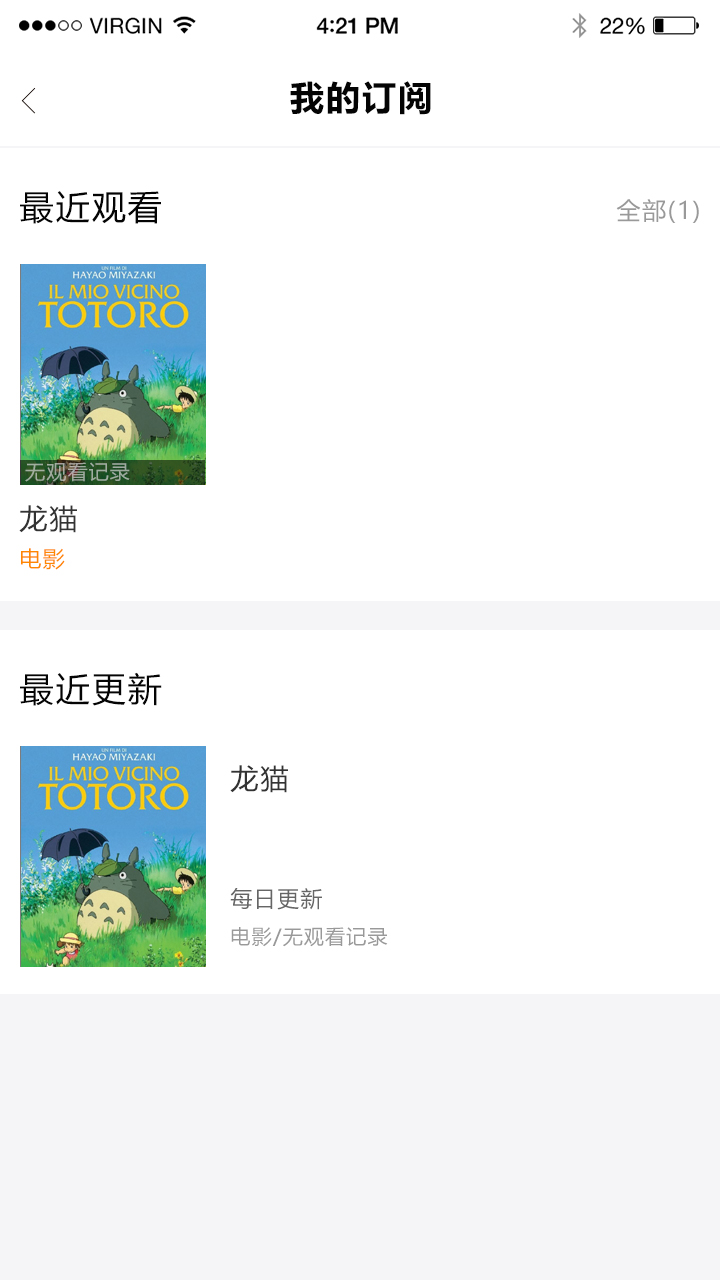 VIRGIN 4:21 PM 22%
我的订阅
最近观看 全部(1)
UN FILM DI
HAYAO MIYAZAKI
IL MIO VICINO
TOTORO
无观看记录
龙猫
电影
最近更新
UN FILM DI
HAYAO MIYAZAKI
IL MIO VICINO
TOTORO
龙猫
每日更新
电影/无观看记录